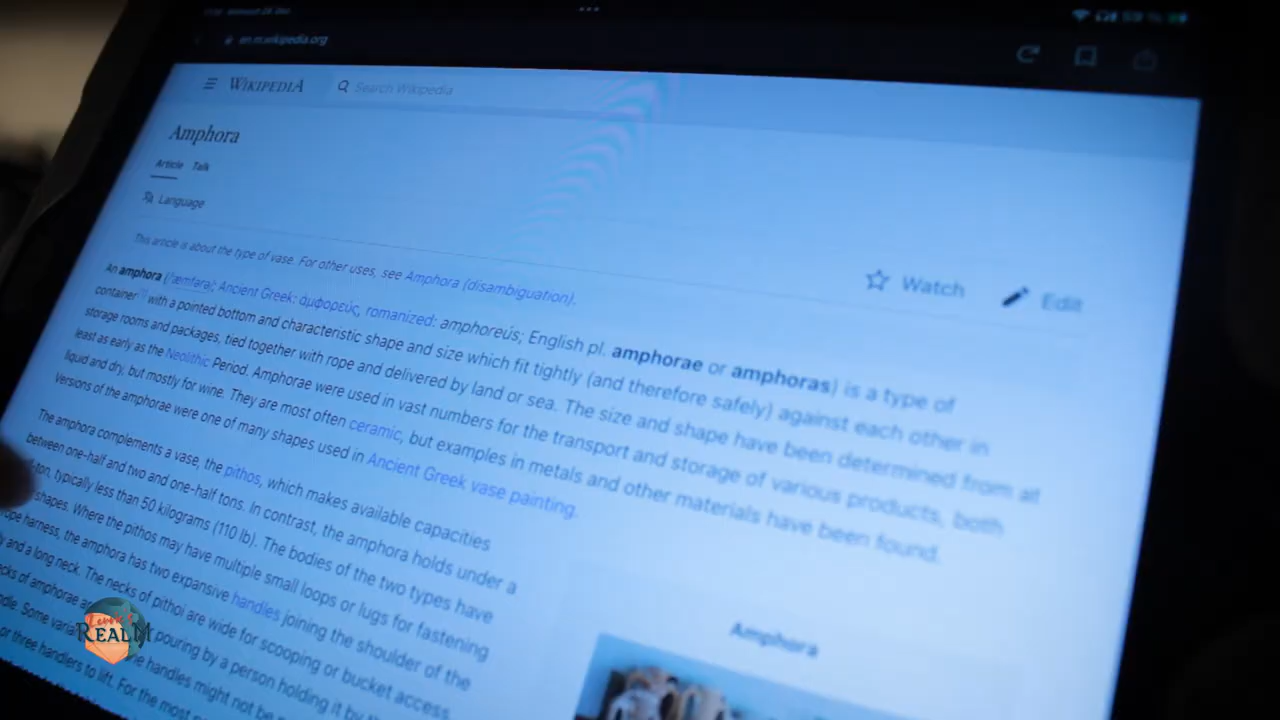 en.m.wikipedia.org
WIKIPEDIA
Search Wikipedia
Amphora
Article Talk
Language
This article is about the type of vase. For other uses, see Amphora (disambiguation).
Watch
Edit
An amphora (/ˈæmfərə/; Ancient Greek: ἀμφορεύς, romanized: amphoreús; English pl. amphorae or amphoras) is a type of
container with a pointed bottom and characteristic shape and size which fit tightly (and therefore safely) against each other in
storage rooms and packages, tied together with rope and delivered by land or sea. The size and shape have been determined from at
least as early as the Neolithic Period. Amphorae were used in vast numbers for the transport and storage of various products, both
liquid and dry, but mostly for wine. They are most often ceramic, but examples in metals and other materials have been found.
Versions of the amphorae were one of many shapes used in Ancient Greek vase painting.
The amphora complements a vase, the pithos, which makes available capacities
between one-half and two and one-half tons. In contrast, the amphora holds under a
-ton, typically less than 50 kilograms (110 lb). The bodies of the two types have
shapes. Where the pithos may have multiple small loops or lugs for fastening
harness, the amphora has two expansive handles joining the shoulder of the
and a long neck. The necks of pithoi are wide for scooping or bucket access.
of amphorae pouring by a person holding it by
Some handles might not be
or three handlers to lift. For the most
Amphora
Levon's
REALM